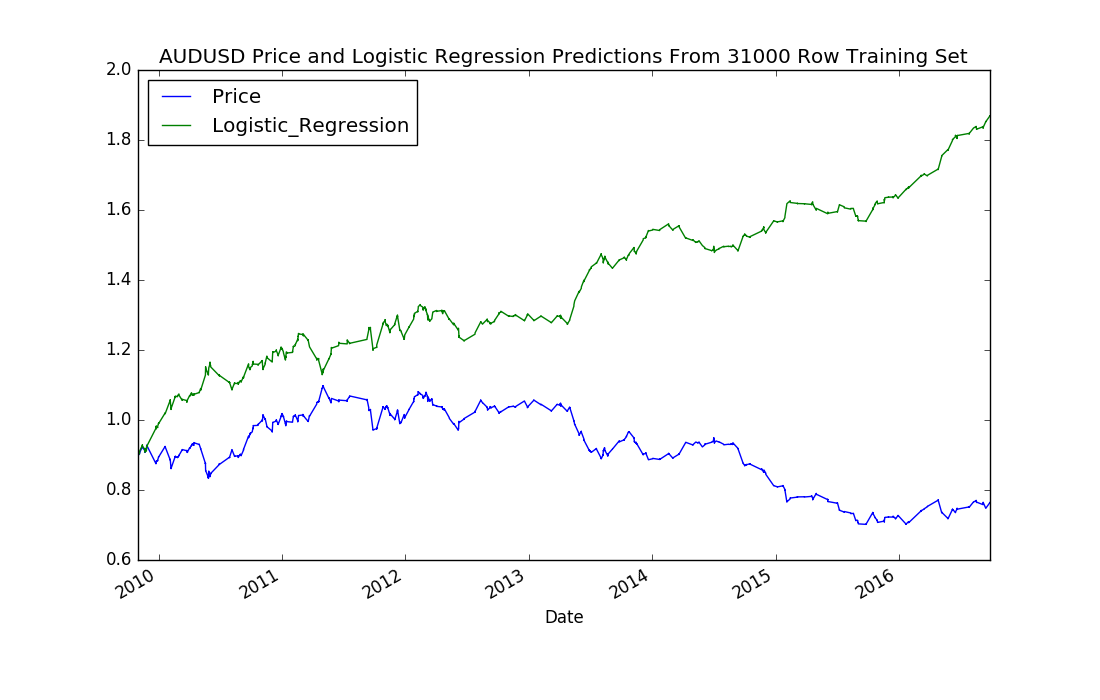 AUDUSD Price and Logistic Regression Predictions From 31000 Row Training Set
2.0
Price
Logistic_Regression
1.8
1.6
1.4
1.2
1.0
0.8
0.6
2010 2011 2012 2013 2014 2015 2016
Date